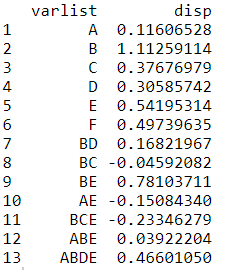 varlist disp
1 A 0.11606528
2 B 1.11259114
3 C 0.37676979
4 D 0.30585742
5 E 0.54195314
6 F 0.49739635
7 BD 0.16821967
8 BC -0.04592082
9 BE 0.78103711
10 AE -0.15084340
11 BCE -0.23346279
12 ABE 0.03922204
13 ABDE 0.46601050